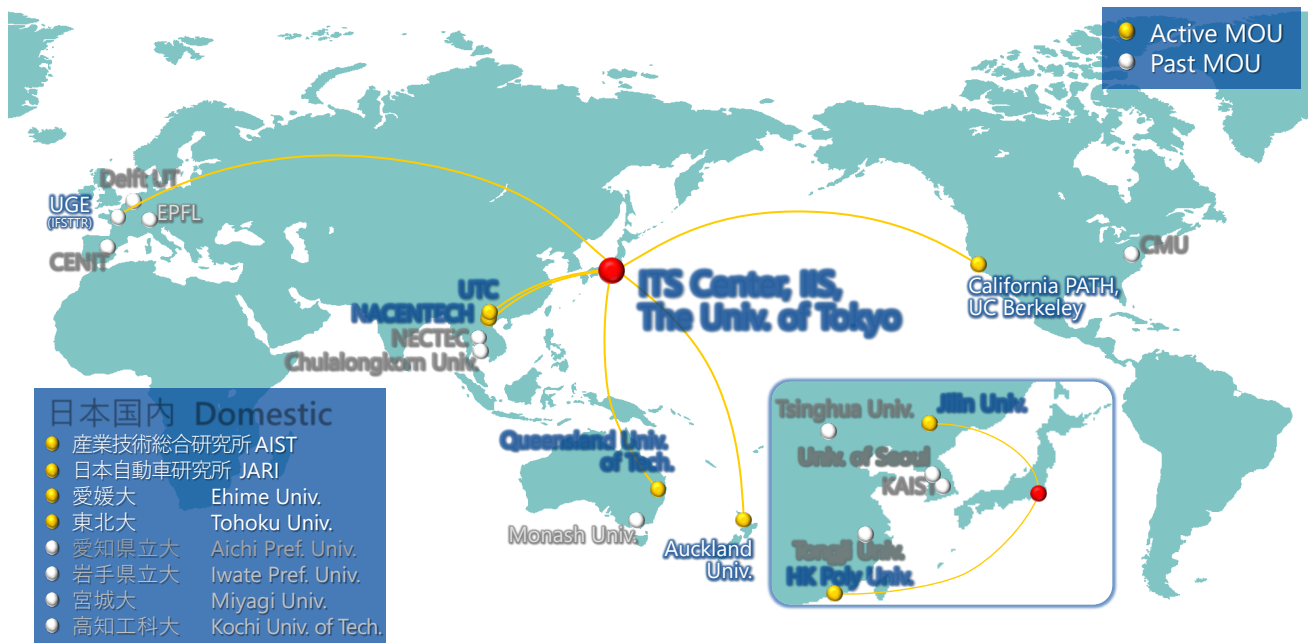 Active MOU
Past MOU
Delft UT
UGE
(IFSTTR)
EPFL
CENIT
CMU
ITS Center, IIS,
The Univ. of Tokyo
California PATH,
UC Berkeley
UTC
NACENTECH
NECTEC
Chulalongkorn Univ.
日本国内 Domestic
産業技術総合研究所 AIST
日本自動車研究所 JARI
愛媛大 Ehime Univ.
東北大 Tohoku Univ.
愛知県立大 Aichi Pref. Univ.
岩手県立大 Iwate Pref. Univ.
宮城大 Miyagi Univ.
高知工科大 Kochi Univ. of Tech.
Queensland Univ.
of Tech.
Monash Univ.
Auckland
Univ.
Tsinghua Univ.
Jilin Univ.
Univ. of Seoul
KAIST
Tongji Univ.
HK Poly Univ.